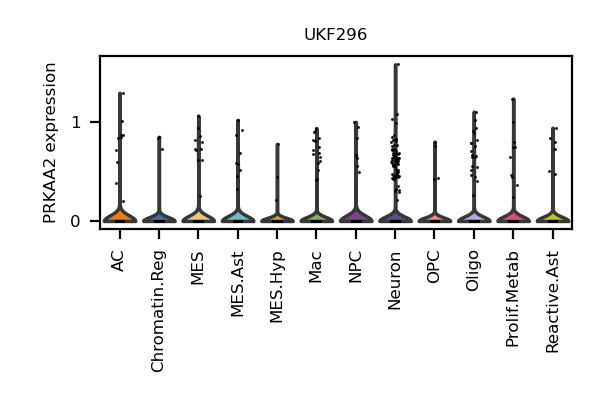 UKF296
PRKAA2 expression
1
0
AC
Chromatin.Reg
MES
MES.Ast
MES.Hyp
Mac
NPC
Neuron
OPC
Oligo
Prolif.Metab
Reactive.Ast